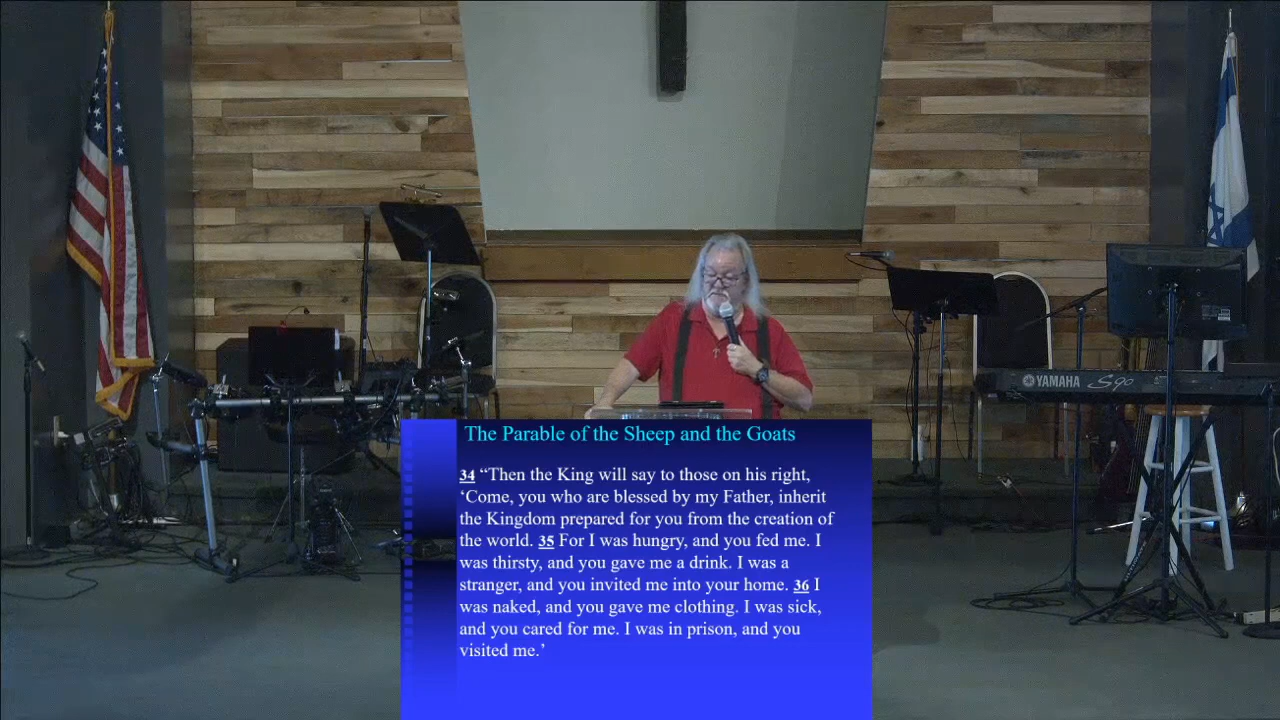 YAMAHA S90
The Parable of the Sheep and the Goats
34 “Then the King will say to those on his right,
‘Come, you who are blessed by my Father, inherit
the Kingdom prepared for you from the creation of
the world. 35 For I was hungry, and you fed me. I
was thirsty, and you gave me a drink. I was a
stranger, and you invited me into your home. 36 I
was naked, and you gave me clothing. I was sick,
and you cared for me. I was in prison, and you
visited me.’